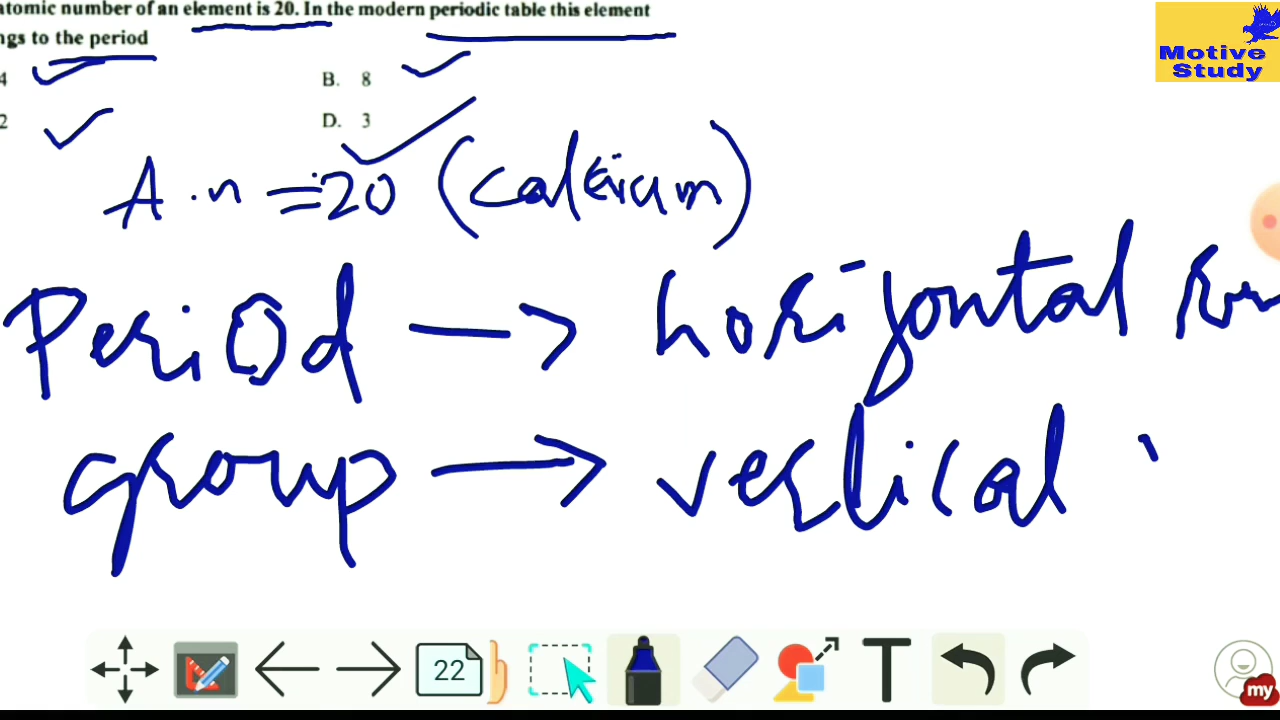 atomic number of an element is 20. In the modern periodic table this element
ngs to the period
4 B. 8
2 D. 3
A.n = 20 (calcium)
Period → horizontal
group → vertical
Motive
Study
22
T
my